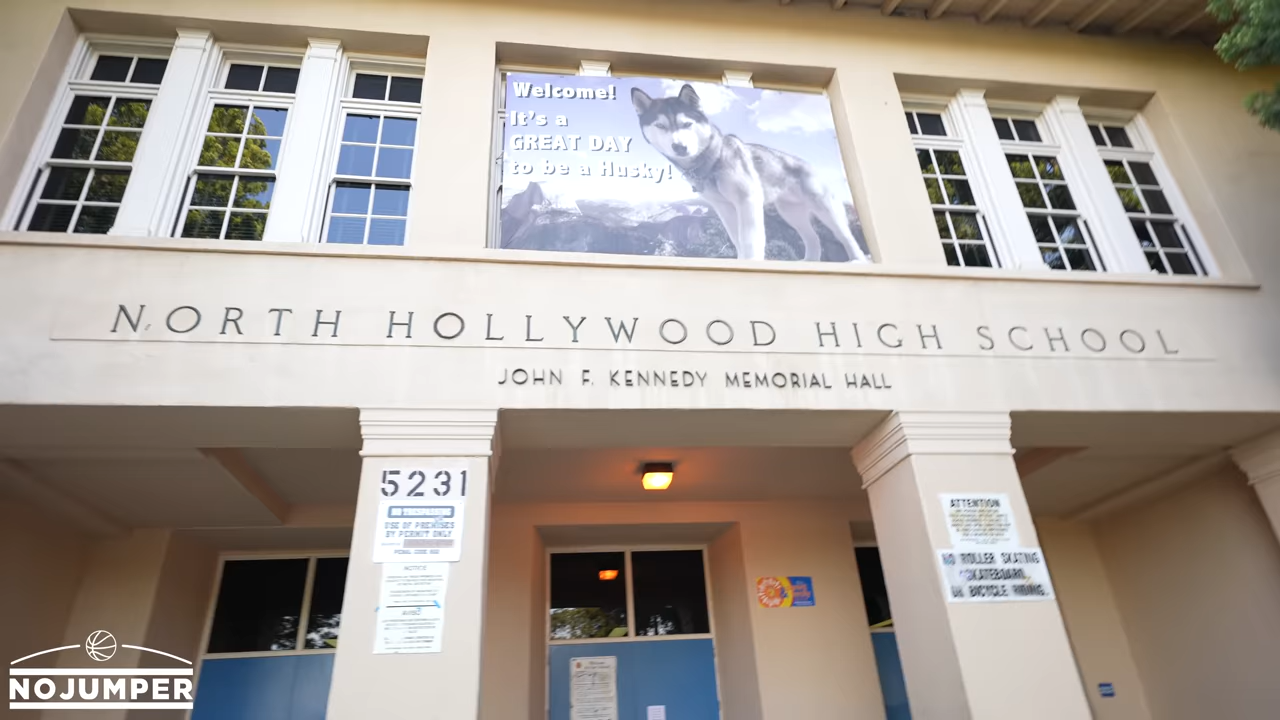 Welcome!
It's a
GREAT DAY
to be a Husky!
NORTH HOLLYWOOD HIGH SCHOOL
JOHN F. KENNEDY MEMORIAL HALL
5231
USE OF PREMISES
BY PERMIT ONLY
NOTICE
ATTENTION
NO ROLLER SKATING
SKATEBOARD
OR BICYCLE RIDING
NOJUMPER